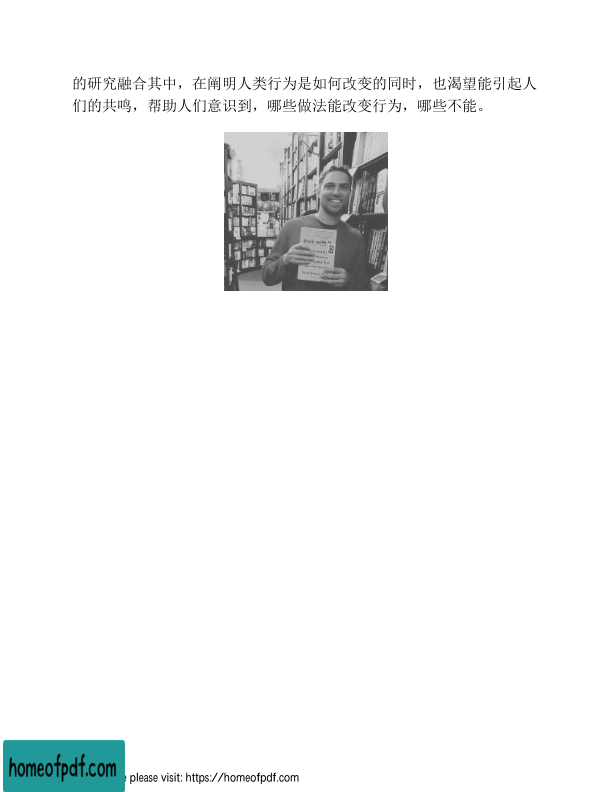 的研究融合其中，在阐明人类行为是如何改变的同时，也渴望能引起人
们的共鸣，帮助人们意识到，哪些做法能改变行为，哪些不能。
homeofpdf.com
please visit: https://homeofpdf.com